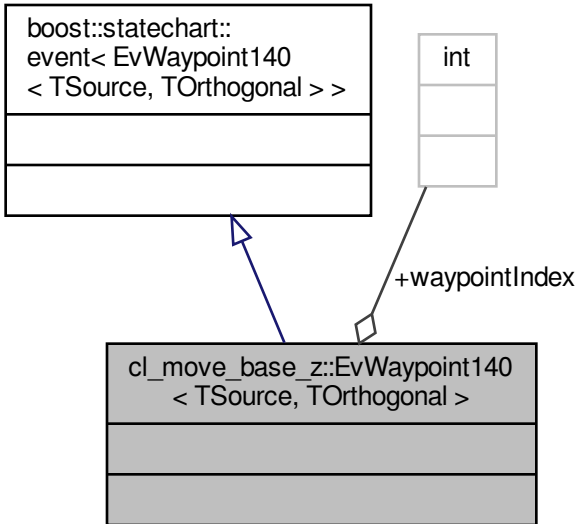 boost::statechart::
event< EvWaypoint140
< TSource, TOrthogonal > >
int
+waypointIndex
cl_move_base_z::EvWaypoint140
< TSource, TOrthogonal >